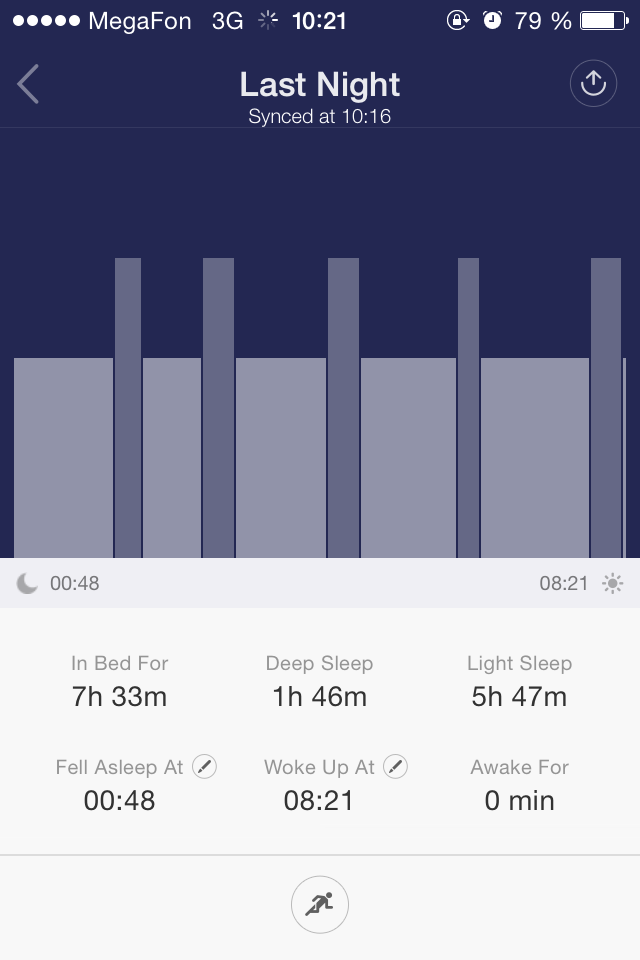 MegaFon 3G 10:21 79 %
Last Night
Synced at 10:16
00:48 08:21
In Bed For Deep Sleep Light Sleep
7h 33m 1h 46m 5h 47m
Fell Asleep At Woke Up At Awake For
00:48 08:21 0 min